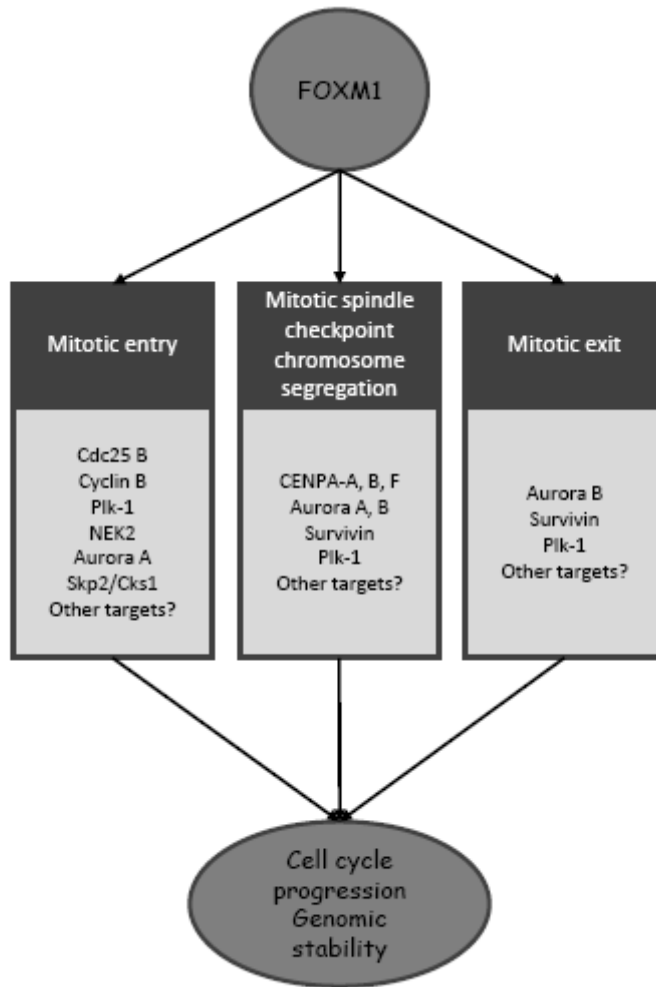 FOXM1
Mitotic entry
Cdc25 B
Cyclin B
Plk-1
NEK2
Aurora A
Skp2/Cks1
Other targets?
Mitotic spindle
checkpoint
chromosome
segregation
CENPA-A, B, F
Aurora A, B
Survivin
Plk-1
Other targets?
Mitotic exit
Aurora B
Survivin
Plk-1
Other targets?
Cell cycle
progression
Genomic
stability